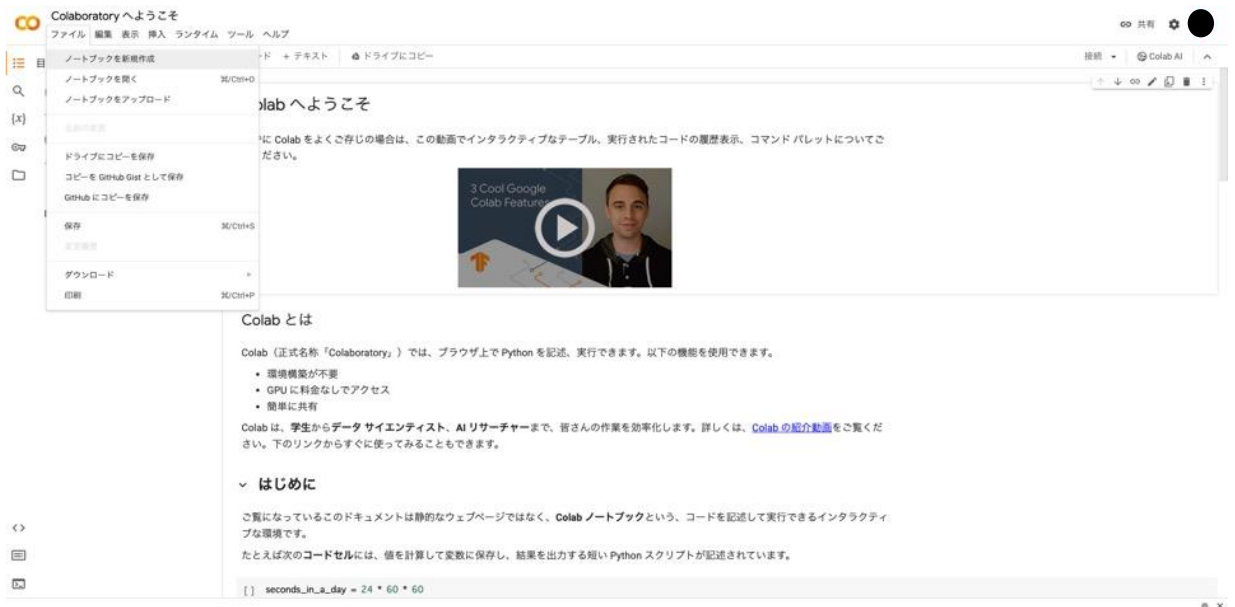 Colaboratory へようこそ
ファイル 編集 表示 挿入 ランタイム ツール ヘルプ
共有
ノートブックを新規作成
ノートブックを開く ⌘/Ctrl+O
ノートブックをアップロード
名前の変更
ドライブにコピーを保存
コピーを GitHub Gist として保存
GitHub にコピーを保存
保存 ⌘/Ctrl+S
変更履歴
ダウンロード
印刷 ⌘/Ctrl+P
ド + テキスト ドライブにコピー
接続 Colab AI
olab へようこそ
に Colab をよくご存じの場合は、この動画でインタラクティブなテーブル、実行されたコードの履歴表示、コマンド パレットについてご
ださい。
3 Cool Google
Colab Features
Colab とは
Colab（正式名称「Colaboratory」）では、ブラウザ上で Python を記述、実行できます。以下の機能を使用できます。
• 環境構築が不要
• GPU に料金なしでアクセス
• 簡単に共有
Colab は、学生からデータ サイエンティスト、AI リサーチャーまで、皆さんの作業を効率化します。詳しくは、Colab の紹介動画をご覧くだ
さい。下のリンクからすぐに使ってみることもできます。
はじめに
ご覧になっているこのドキュメントは静的なウェブページではなく、Colab ノートブックという、コードを記述して実行できるインタラクティ
ブな環境です。
たとえば次のコードセルには、値を計算して変数に保存し、結果を出力する短い Python スクリプトが記述されています。
[ ] seconds_in_a_day = 24 * 60 * 60
{x}